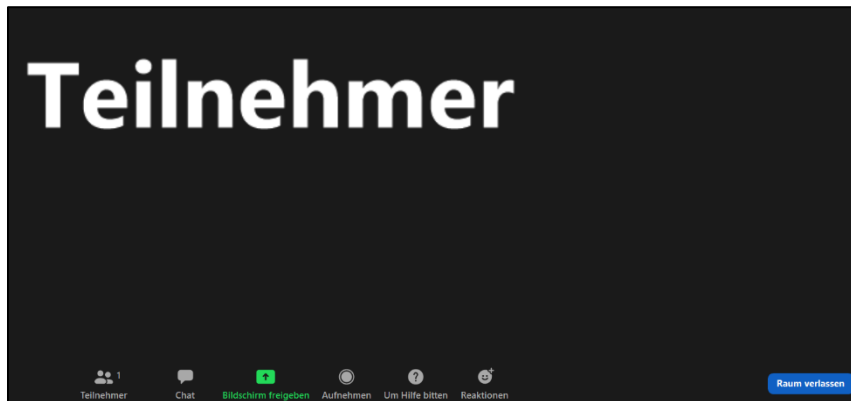 Teilnehmer
1
Teilnehmer Chat Bildschirm freigeben Aufnehmen Um Hilfe bitten Reaktionen Raum verlassen